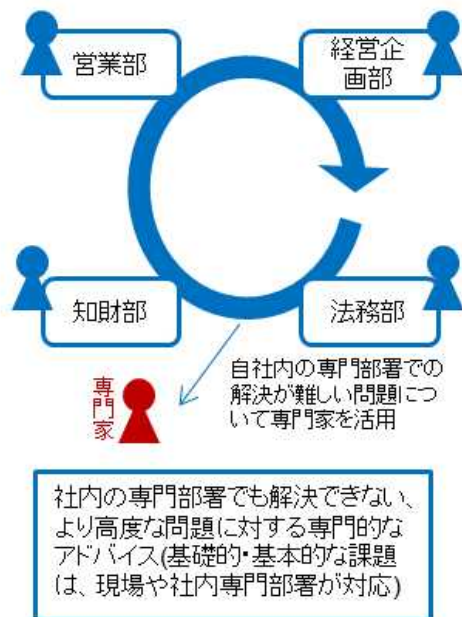 営業部
経営企
画部
知財部
法務部
自社内の専門部署での
解決が難しい問題につ
いて専門家を活用
専門家
社内の専門部署でも解決できない、
より高度な問題に対する専門的な
アドバイス(基礎的・基本的な課題
は、現場や社内専門部署が対応)